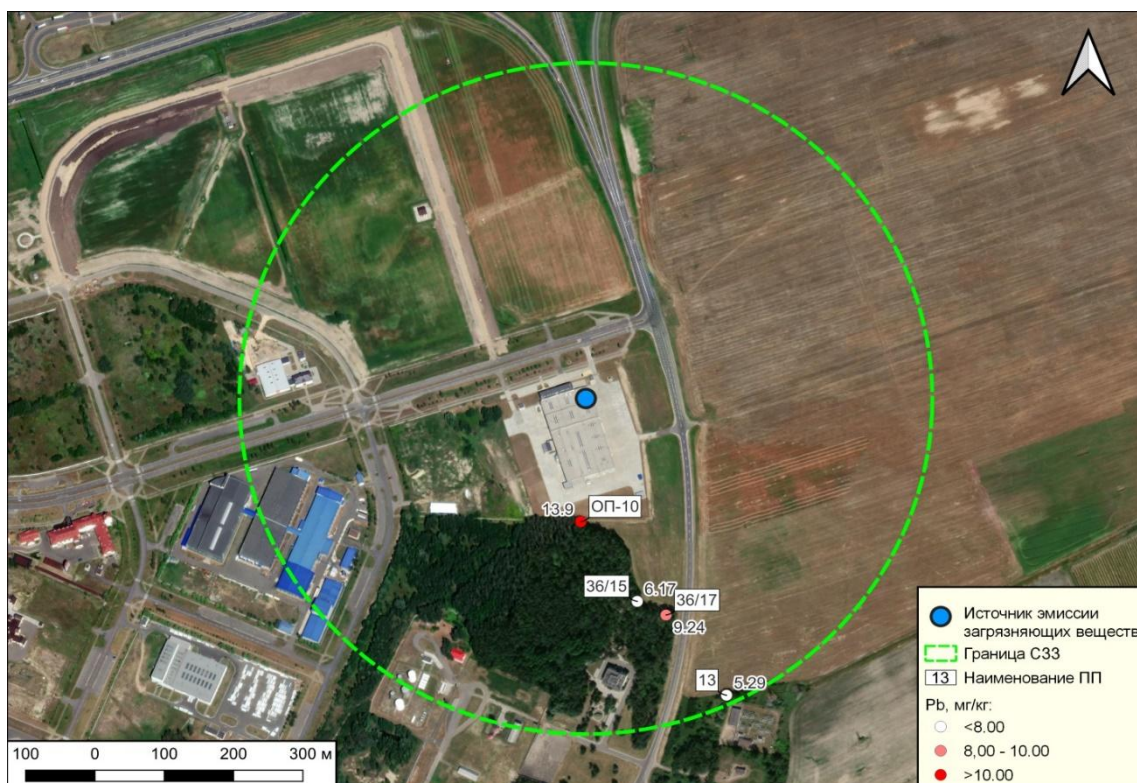 13.9
ОП-10
36/15
6.17
36/17
9.24
13
5.29
Источник эмиссии
загрязняющих веществ
Граница СЗЗ
13 Наименование ПП
Pb, мг/кг:
<8.00
8,00 - 10.00
>10.00
100 0 100 200 300 м